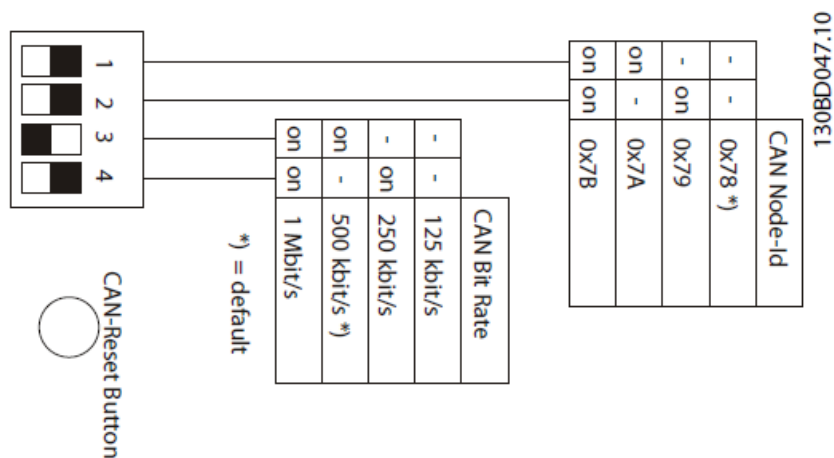 130BD047.10
CAN Node-Id
- - 0x78 *)
- on 0x79
on - 0x7A
on on 0x7B
CAN Bit Rate
- - 125 kbit/s
- on 250 kbit/s
on - 500 kbit/s *)
on on 1 Mbit/s
*) = default
1 2 3 4
CAN-Reset Button